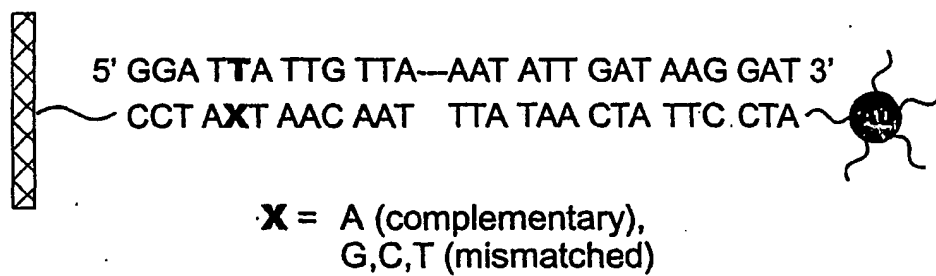 5' GGA TTA TTG TTA---AAT ATT GAT AAG GAT 3'
CCT AXT AAC AAT TTA TAA CTA TTC CTA
Au
X = A (complementary),
G,C,T (mismatched)